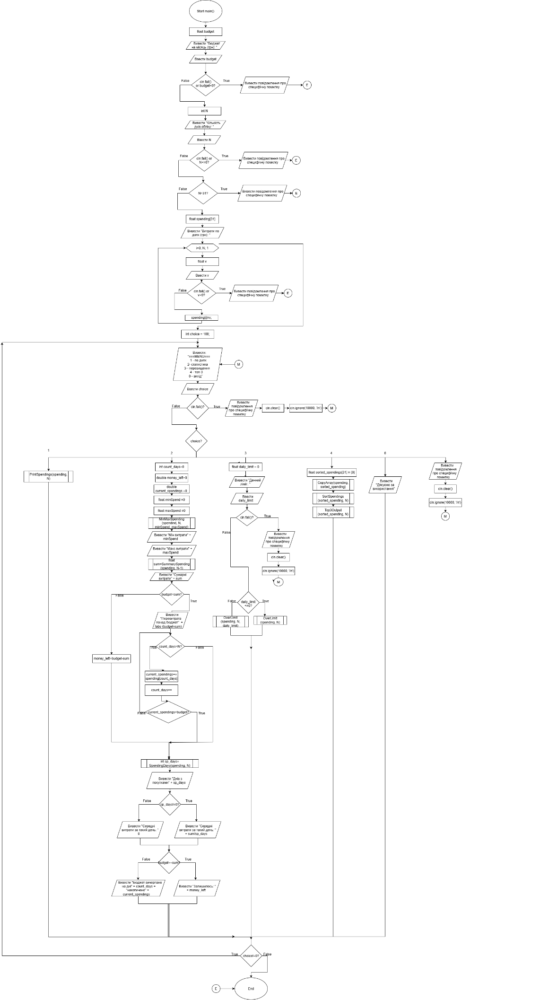 Start main()
float budget
Вивести "Бюджет
на місяць (грн): "
Ввести budget
False
True
cin.fail()
or budget<0?
Вивести повідомлення про
специфічну помилку
E
int N
Вивести "Кількість
днів обліку: "
Ввести N
False
True
cin.fail() or
N<=0?
Вивести повідомлення про
специфічну помилку
E
False
True
N>31?
Вивести повідомлення про
специфічну помилку
E
float spending[31]
Вивести "Витрати по
днях (грн): "
i=0; N; 1
float v
Ввести v
False
True
cin.fail() or
v<0?
Вивести повідомлення про
специфічну помилку
E
spending[i]=v;
int choice = 100;
Вивести:
"===MENU===
1 - по днях
2- статистика
3-- перевищення
4 - топ-3
0 - вихід"
M
Ввести choice
False
True
cin.fail()?
Вивести
повідомлення
про специфічну
помилку
cin.clear()
cin.ignore(10000, '/n')
M
choice?
1
2
3
4
0
PrintSpendings(spending,
N)
int count_days=0
double money_left=0
double
current_spendings =0
float minSpend =0
float maxSpend =0
MinMaxSpending
(spendind, N,
minSpend, maxSpend)
Вивести "Мін витрати" +
minSpend
Вивести "Макс витрати" +
maxSpend
float
sum=SummarySpending
(spending, N-1)
Вивести "Сумарні
витрати" + sum
False
budget<sum?
True
Вивести
"Перевитрата
понад бюджет" +
fabs (budget-sum)
True
count_days<N?
False
money_left=budget-sum
current_spendings+=
spending[count_days]
count_days++
False
current_spendings>budget?
True
int sp_days=
SpendingDays(spending, N)
Вивести "Днів з
покупками" + sp_days
False
sp_days!=0?
True
Вивести "Середні
витрати за такий день: "
0
Вивести "Середні
витрати за такий день: "
+ sum/sp_days
False
budget>=sum?
True
Вивести "Бюджет вичерпано
на дні" + count_days +
"накопичено" +
current_spendings
Вивести "Залишилось: "
+ money_left
float daily_limit = 0
Вивести "Денний
ліміт: "
Ввести
daily_limit
cin.fail()?
True
False
Вивести
повідомлення
про специфічну
помилку
cin.clear()
cin.ignore(10000, '/n')
M
False
daily_limit
<=0?
True
OverLimit
(spending, N,
daily_limit)
OverLimit
(spending, N)
float sorted_spendings[31] = {0}
CopyArray(spending,
sorted_spending)
SortSpendings
(sorted_spending, N)
Top3Output
(sorted_spending, N)
Вивести
"Дякуємо за
використання"
Вивести
повідомлення
про специфічну
помилку
cin.clear()
cin.ignore(10000, '/n')
M
True
choice!=0?
False
E
End